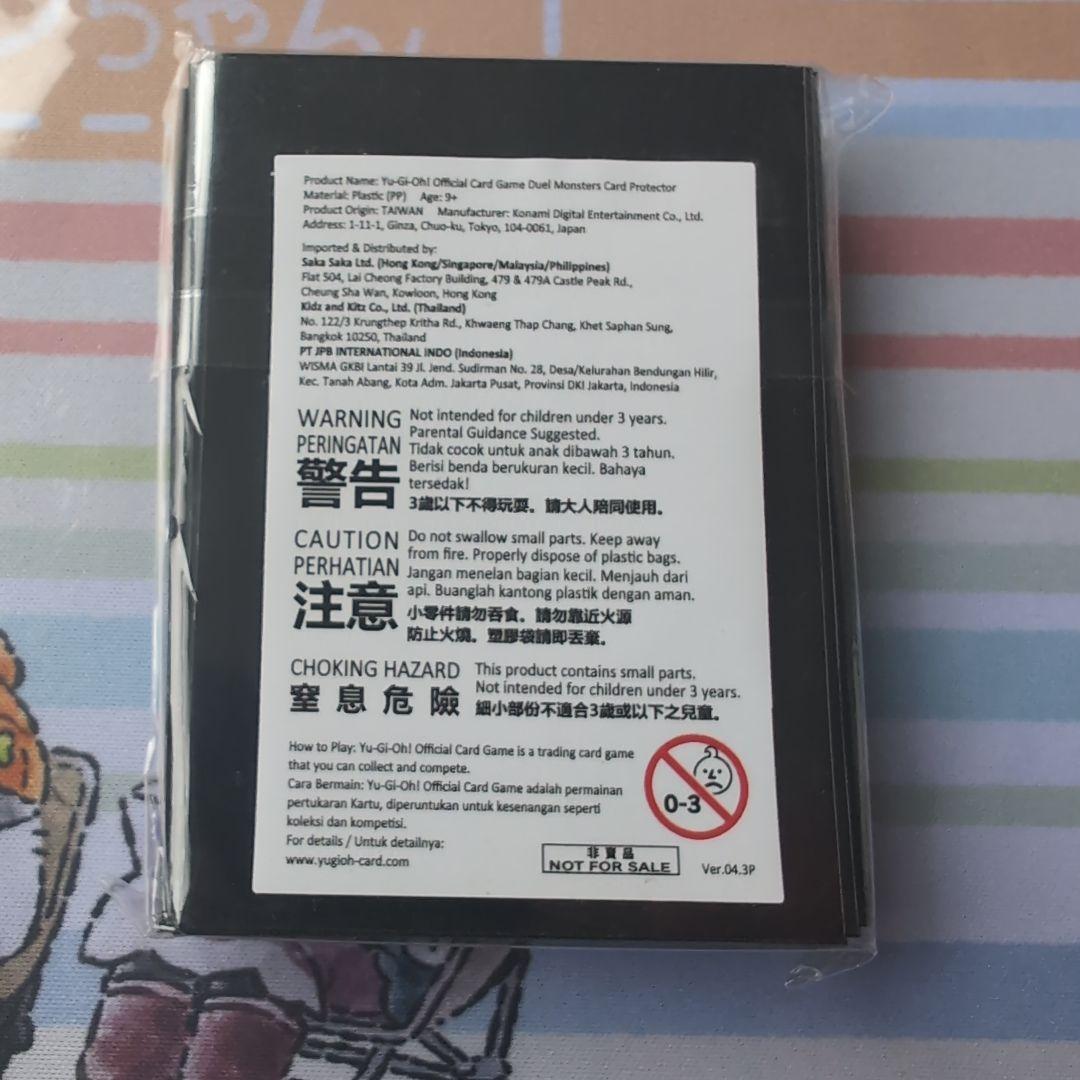 ちゃん
Product Name: Yu-Gi-Oh! Official Card Game Duel Monsters Card Protector
Material: Plastic (PP) Age: 9+
Product Origin: TAIWAN Manufacturer: Konami Digital Entertainment Co., Ltd.
Address: 1-11-1, Ginza, Chuo-ku, Tokyo, 104-0061, Japan
Imported & Distributed by:
Saka Saka Ltd. (Hong Kong/Singapore/Malaysia/Philippines)
Flat 504, Lai Cheong Factory Building, 479 & 479A Castle Peak Rd.,
Cheung Sha Wan, Kowloon, Hong Kong
Kidz and Kitz Co., Ltd. (Thailand)
No. 122/3 Krungthep Kritha Rd., Khwaeng Thap Chang, Khet Saphan Sung,
Bangkok 10250, Thailand
PT JPB INTERNATIONAL INDO (Indonesia)
WISMA GKBI Lantai 39 Jl. Jend. Sudirman No. 28, Desa/Kelurahan Bendungan Hilir,
Kec. Tanah Abang, Kota Adm. Jakarta Pusat, Provinsi DKI Jakarta, Indonesia
WARNING
PERINGATAN
警告
Not intended for children under 3 years.
Parental Guidance Suggested.
Tidak cocok untuk anak dibawah 3 tahun.
Berisi benda berukuran kecil. Bahaya
tersedak!
3歲以下不得玩耍。請大人陪同使用。
CAUTION
PERHATIAN
注意
Do not swallow small parts. Keep away
from fire. Properly dispose of plastic bags.
Jangan menelan bagian kecil. Menjauh dari
api. Buanglah kantong plastik dengan aman.
小零件請勿吞食。請勿靠近火源
防止火燒。塑膠袋請即丟棄。
CHOKING HAZARD
窒息危險
This product contains small parts.
Not intended for children under 3 years.
細小部份不適合3歲或以下之兒童。
How to Play: Yu-Gi-Oh! Official Card Game is a trading card game
that you can collect and compete.
Cara Bermain: Yu-Gi-Oh! Official Card Game adalah permainan
pertukaran Kartu, diperuntukan untuk kesenangan seperti
koleksi dan kompetisi.
For details / Untuk detailnya:
www.yugioh-card.com
0-3
非賣品
NOT FOR SALE
Ver.04.3P